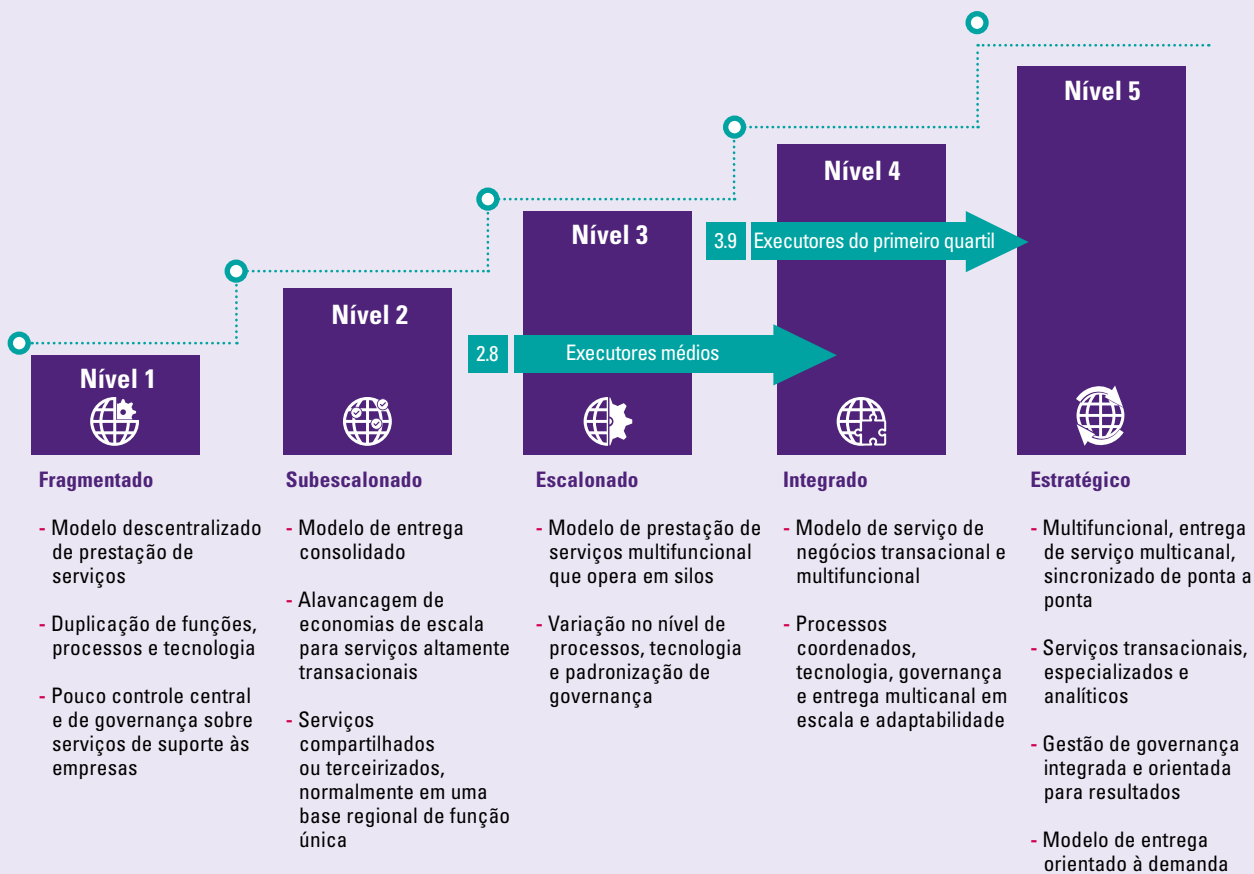 Nível 1
Nível 2
Nível 3
Nível 4
Nível 5
3.9 Executores do primeiro quartil
2.8 Executores médios
Fragmentado
- Modelo descentralizado
de prestação de
serviços
- Duplicação de funções,
processos e tecnologia
- Pouco controle central
e de governança sobre
serviços de suporte às
empresas
Subescalonado
- Modelo de entrega
consolidado
- Alavancagem de
economias de escala
para serviços altamente
transacionais
- Serviços
compartilhados
ou terceirizados,
normalmente em uma
base regional de função
única
Escalonado
- Modelo de prestação de
serviços multifuncional
que opera em silos
- Variação no nível de
processos, tecnologia
e padronização de
governança
Integrado
- Modelo de serviço de
negócios transacional e
multifuncional
- Processos
coordenados,
tecnologia, governança
e entrega multicanal em
escala e adaptabilidade
Estratégico
- Multifuncional, entrega
de serviço multicanal,
sincronizado de ponta a
ponta
- Serviços transacionais,
especializados e
analíticos
- Gestão de governança
integrada e orientada
para resultados
- Modelo de entrega
orientado à demanda